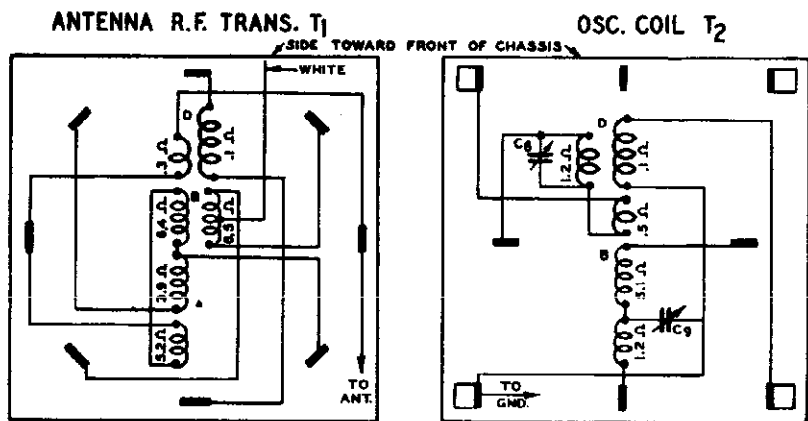 ANTENNA R.F. TRANS. T1
OSC. COIL T2
SIDE TOWARD FRONT OF CHASSIS
WHITE
D
.3 Ω
.1 Ω
B
6.4 Ω
6.5 Ω
3.9 Ω
A
5.2 Ω
TO
ANT.
D
C8
1.2 Ω
.1 Ω
.5 Ω
B
5.1 Ω
C9
1.2 Ω
TO
GND.